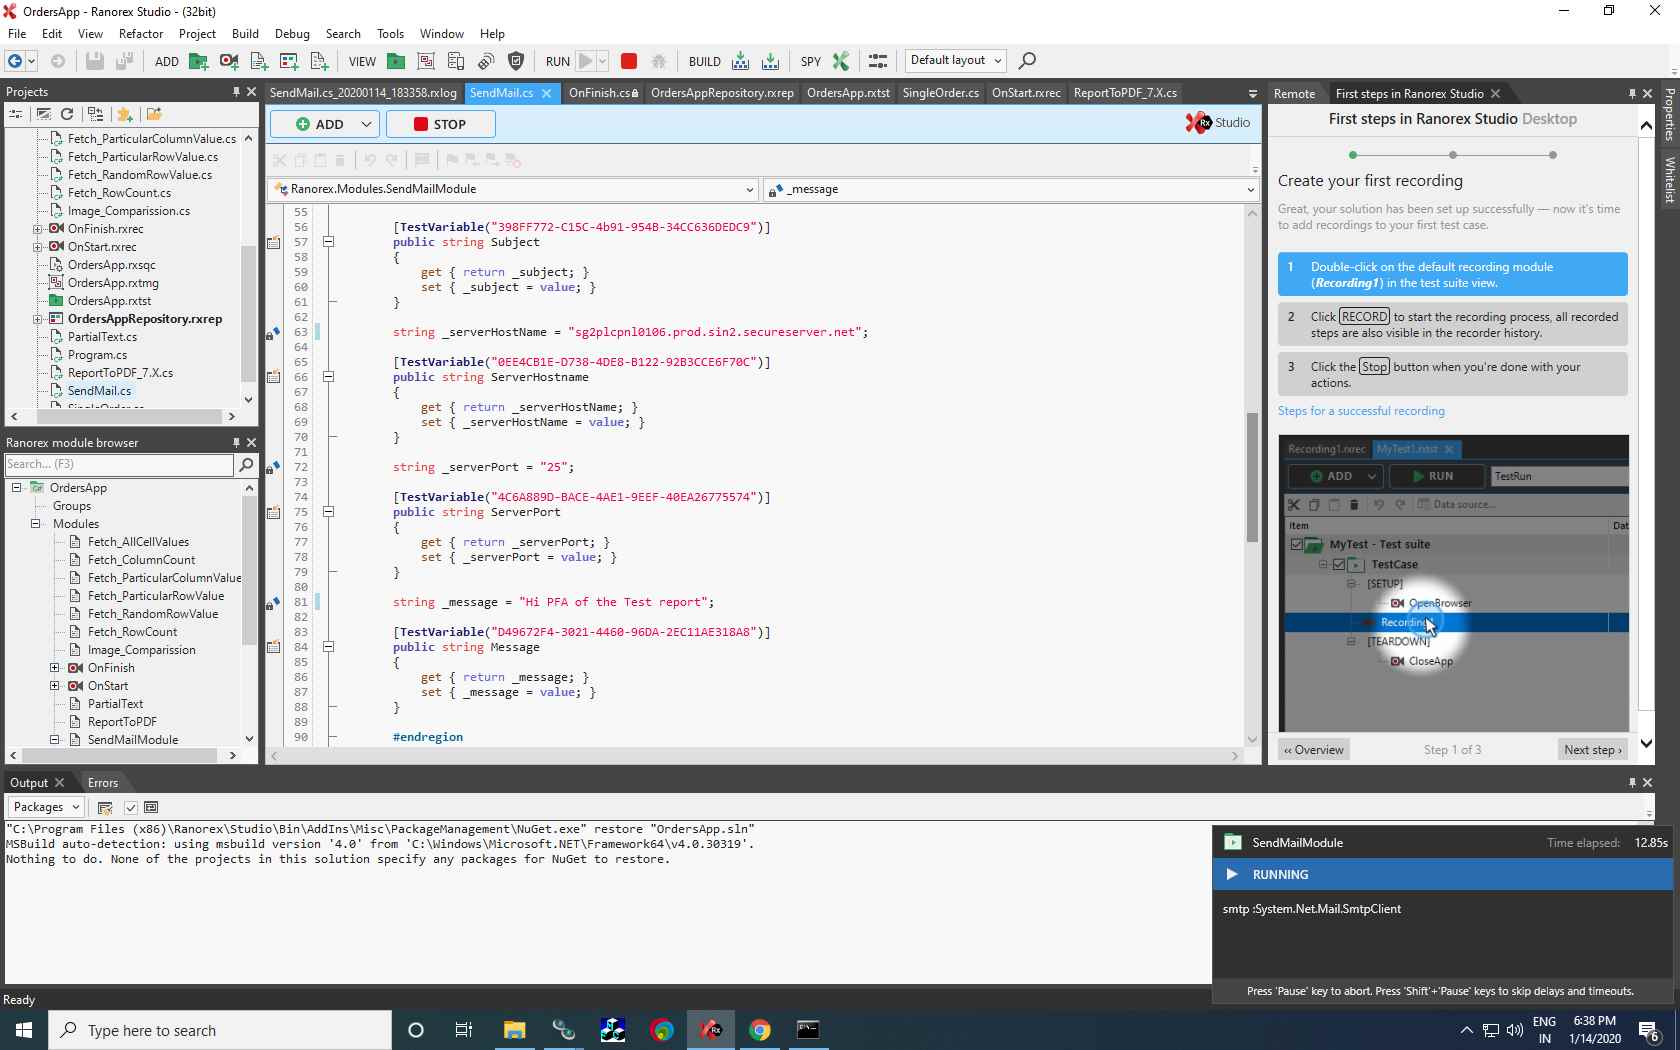 OrdersApp - Ranorex Studio - (32bit)
File Edit View Refactor Project Build Debug Search Tools Window Help
ADD VIEW RUN BUILD SPY Default layout
Projects
Fetch_ParticularColumnValue.cs
Fetch_ParticularRowValue.cs
Fetch_RandomRowValue.cs
Fetch_RowCount.cs
Image_Comparission.cs
OnFinish.rxrec
OnStart.rxrec
OrdersApp.rxsqc
OrdersApp.rxtmg
OrdersApp.rxtst
OrdersAppRepository.rxrep
PartialText.cs
Program.cs
ReportToPDF_7.X.cs
SendMail.cs
Ranorex module browser
Search... (F3)
OrdersApp
Groups
Modules
Fetch_AllCellValues
Fetch_ColumnCount
Fetch_ParticularColumnValue
Fetch_ParticularRowValue
Fetch_RandomRowValue
Fetch_RowCount
Image_Comparission
OnFinish
OnStart
PartialText
ReportToPDF
SendMailModule
SendMail.cs_20200114_183358.rxlog SendMail.cs OnFinish.cs OrdersAppRepository.rxrep OrdersApp.rxtst SingleOrder.cs OnStart.rxrec ReportToPDF_7.X.cs
ADD STOP Rx Studio
Ranorex.Modules.SendMailModule _message
55
56 [TestVariable("398FF772-C15C-4b91-954B-34CC636DEDC9")]
57 public string Subject
58 {
59 get { return _subject; }
60 set { _subject = value; }
61 }
62
63 string _serverHostName = "sg2plcpnl0106.prod.sin2.secureserver.net";
64
65 [TestVariable("0EE4CB1E-D738-4DE8-B122-92B3CCE6F70C")]
66 public string ServerHostname
67 {
68 get { return _serverHostName; }
69 set { _serverHostName = value; }
70 }
71
72 string _serverPort = "25";
73
74 [TestVariable("4C6A889D-BACE-4AE1-9EEF-40EA26775574")]
75 public string ServerPort
76 {
77 get { return _serverPort; }
78 set { _serverPort = value; }
79 }
80
81 string _message = "Hi PFA of the Test report";
82
83 [TestVariable("D49672F4-3021-4460-96DA-2EC11AE318A8")]
84 public string Message
85 {
86 get { return _message; }
87 set { _message = value; }
88 }
89
90 #endregion
Remote First steps in Ranorex Studio
First steps in Ranorex Studio Desktop
Create your first recording
Great, your solution has been set up successfully — now it's time
to add recordings to your first test case.
1 Double-click on the default recording module
(Recording1) in the test suite view.
2 Click RECORD to start the recording process, all recorded
steps are also visible in the recorder history.
3 Click the Stop button when you're done with your
actions.
Steps for a successful recording
Recording1.rxrec MyTest1.rxtst
ADD RUN TestRun
Data source...
Item Dat
MyTest - Test suite
TestCase
[SETUP]
OpenBrowser
Recording1
[TEARDOWN]
CloseApp
‹‹ Overview Step 1 of 3 Next step ›
Properties
Whitelist
Output Errors
Packages
"C:\Program Files (x86)\Ranorex\Studio\Bin\AddIns\Misc\PackageManagement\NuGet.exe" restore "OrdersApp.sln"
MSBuild auto-detection: using msbuild version '4.0' from 'C:\Windows\Microsoft.NET\Framework64\v4.0.30319'.
Nothing to do. None of the projects in this solution specify any packages for NuGet to restore.
SendMailModule Time elapsed: 12.85s
RUNNING
smtp :System.Net.Mail.SmtpClient
Press 'Pause' key to abort. Press 'Shift'+'Pause' keys to skip delays and timeouts.
Ready
Type here to search
ENG
IN
6:38 PM
1/14/2020
6